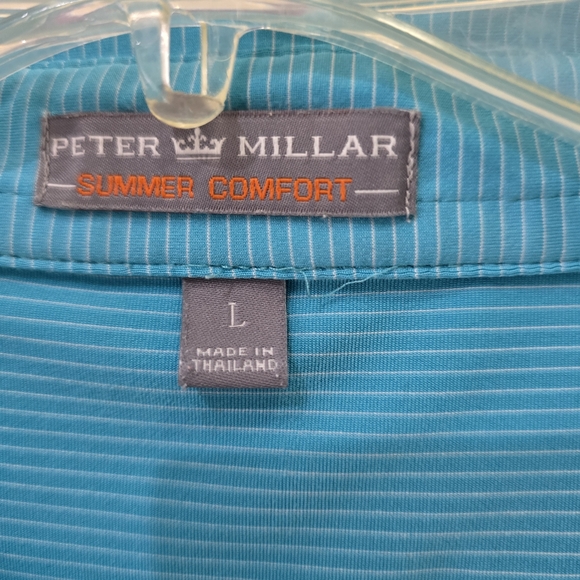 PETER MILLAR
SUMMER COMFORT
L
MADE IN
THAILAND